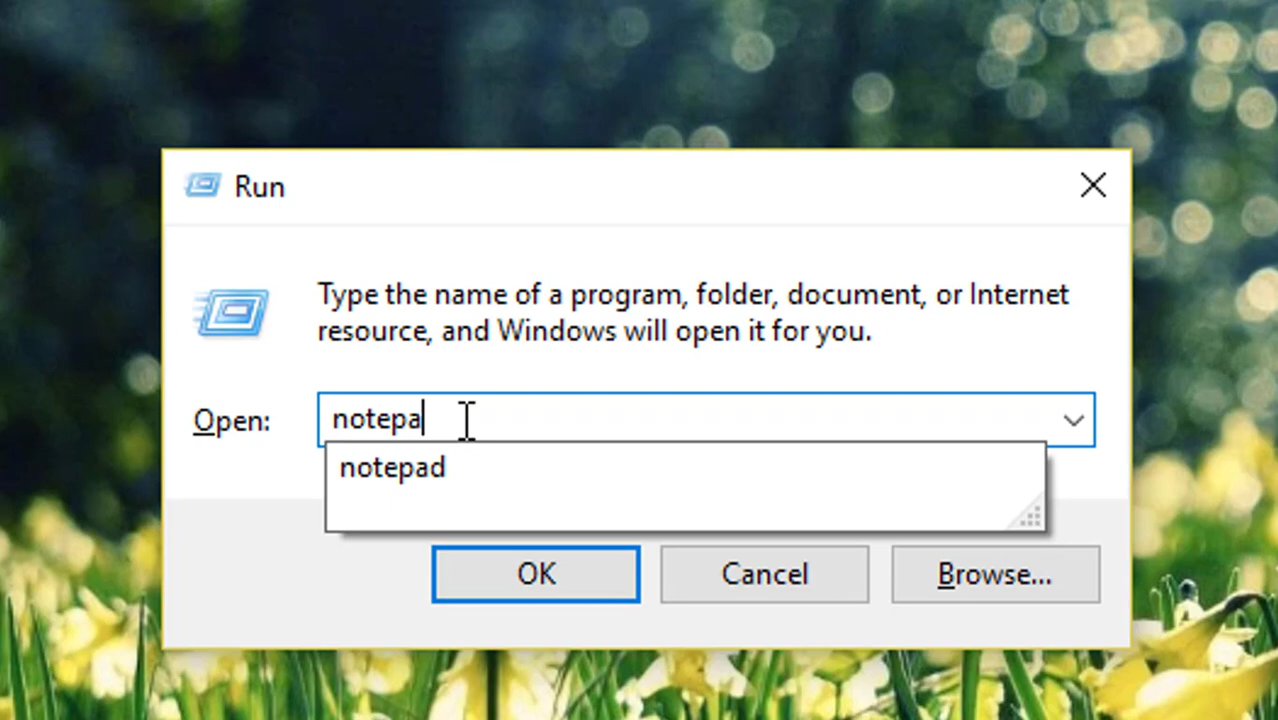 Run
Type the name of a program, folder, document, or Internet
resource, and Windows will open it for you.
Open: notepa
notepad
OK Cancel Browse...